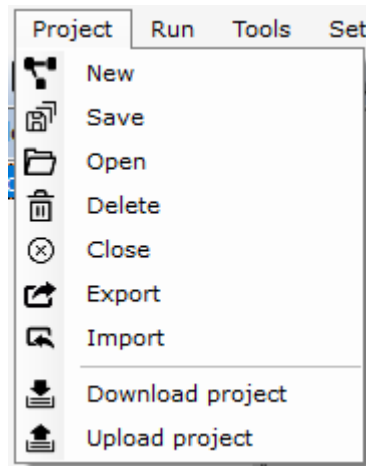 Project Run Tools Set
New
Save
Open
Delete
Close
Export
Import
Download project
Upload project